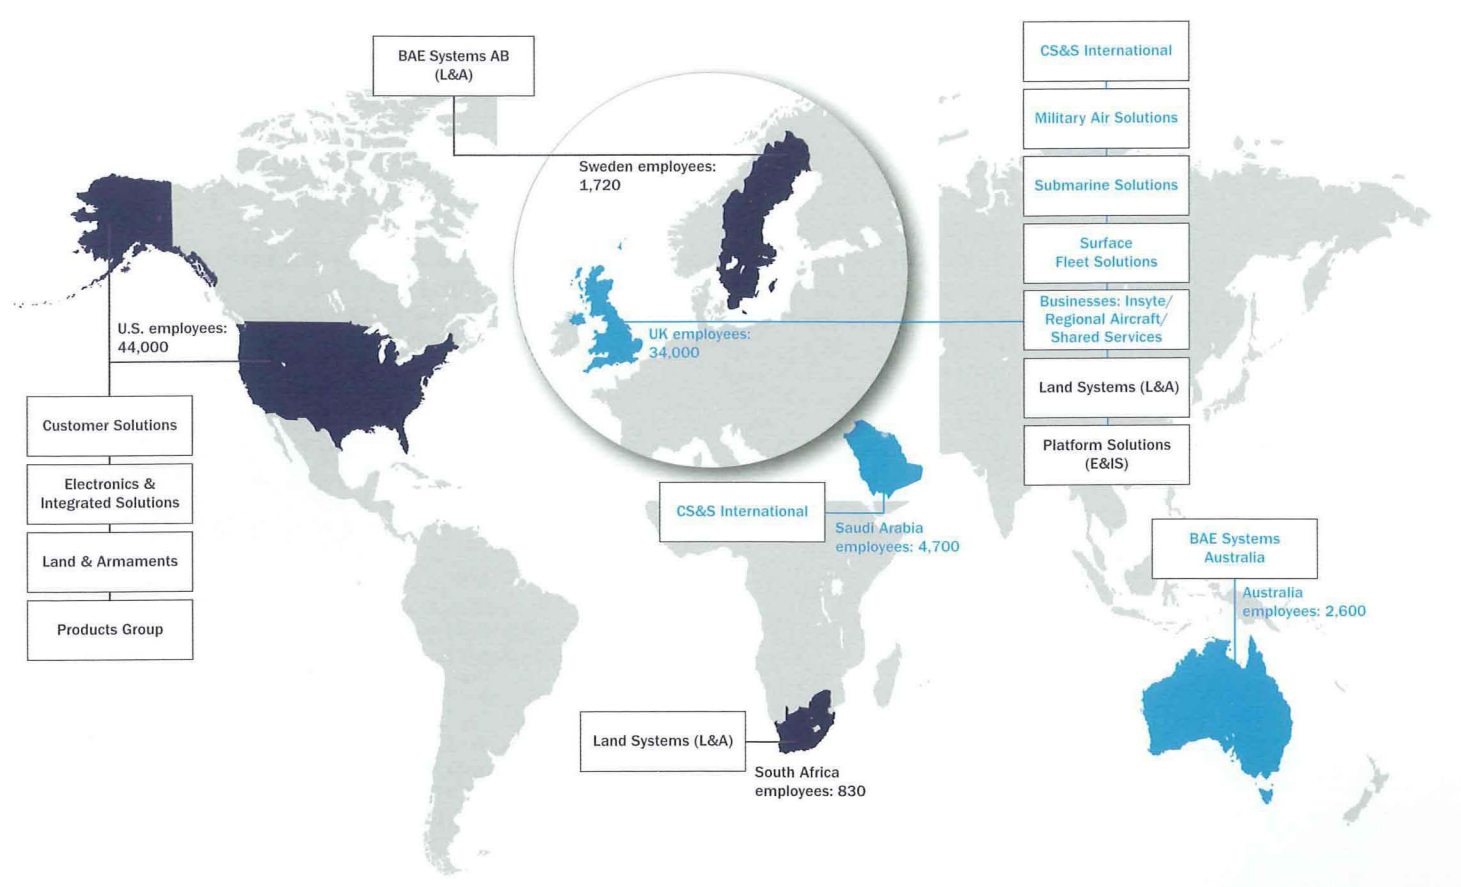 BAE Systems AB
(L&A)
Sweden employees:
1,720
U.S. employees:
44,000
Customer Solutions
Electronics &
Integrated Solutions
Land & Armaments
Products Group
UK employees:
34,000
CS&S International
Military Air Solutions
Submarine Solutions
Surface
Fleet Solutions
Businesses: Insyte/
Regional Aircraft/
Shared Services
Land Systems (L&A)
Platform Solutions
(E&IS)
CS&S International
Saudi Arabia
employees: 4,700
BAE Systems
Australia
Australia
employees: 2,600
Land Systems (L&A)
South Africa
employees: 830